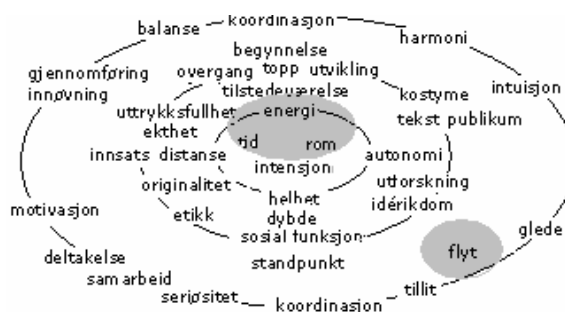 koordinasjon
balanse
harmoni
begynnelse
overgang topp utvikling
gjennomføring
innøvning
tilstedeværelse
intuisjon
kostyme
uttrykksfullhet
energi
tekst publikum
ekthet
tid
rom
innsats distanse
autonomi
intensjon
originalitet
utforskning
helhet
idérikdom
motivasjon
etikk
dybde
glede
sosial funksjon
flyt
deltakelse
standpunkt
samarbeid
tillit
seriøsitet
koordinasjon